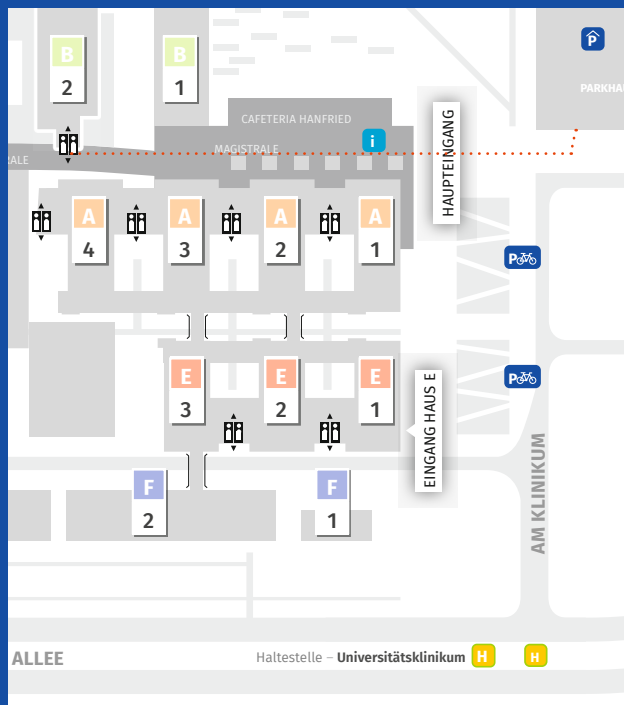 B
2
B
1
P
PARKHAU
CAFETERIA HANFRIED
i
MAGISTRALE
RALE
HAUPTEINGANG
A
4
A
3
A
2
A
1
P
E
3
E
2
E
1
P
EINGANG HAUS E
AM KLINIKUM
F
2
F
1
ALLEE
Haltestelle – Universitätsklinikum H
H